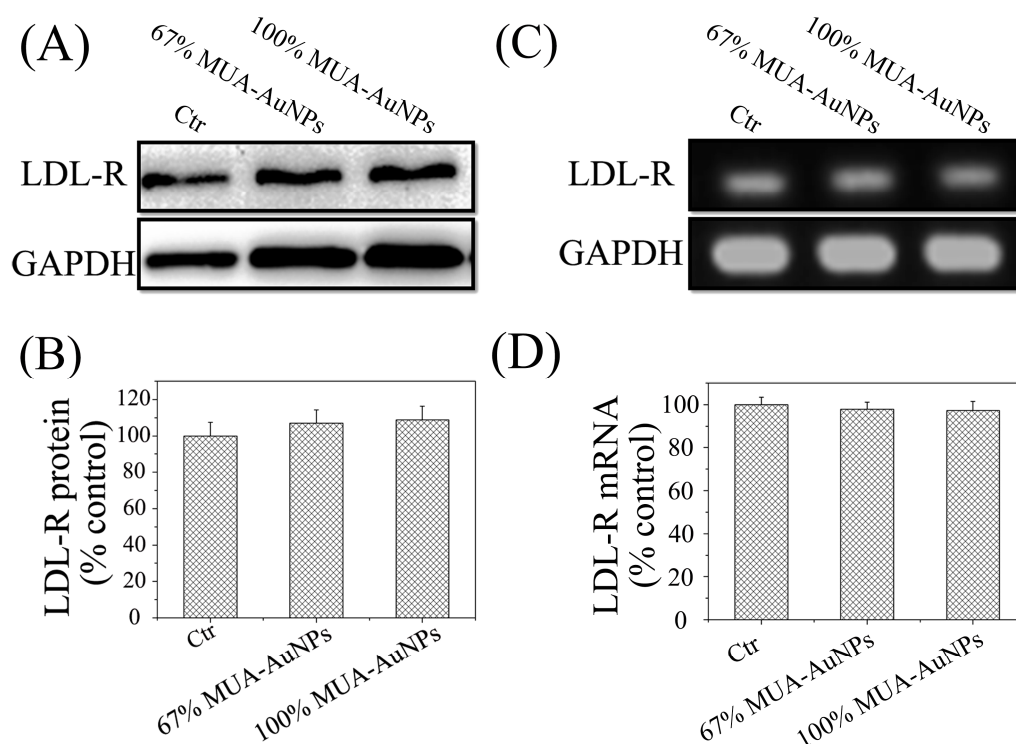 (A)
Ctr
67% MUA-AuNPs
100% MUA-AuNPs
LDL-R
GAPDH
(C)
Ctr
67% MUA-AuNPs
100% MUA-AuNPs
LDL-R
GAPDH
(B)
LDL-R protein
(% control)
120
100
80
60
40
20
0
Ctr
67% MUA-AuNPs
100% MUA-AuNPs
(D)
LDL-R mRNA
(% control)
100
80
60
40
20
0
Ctr
67% MUA-AuNPs
100% MUA-AuNPs